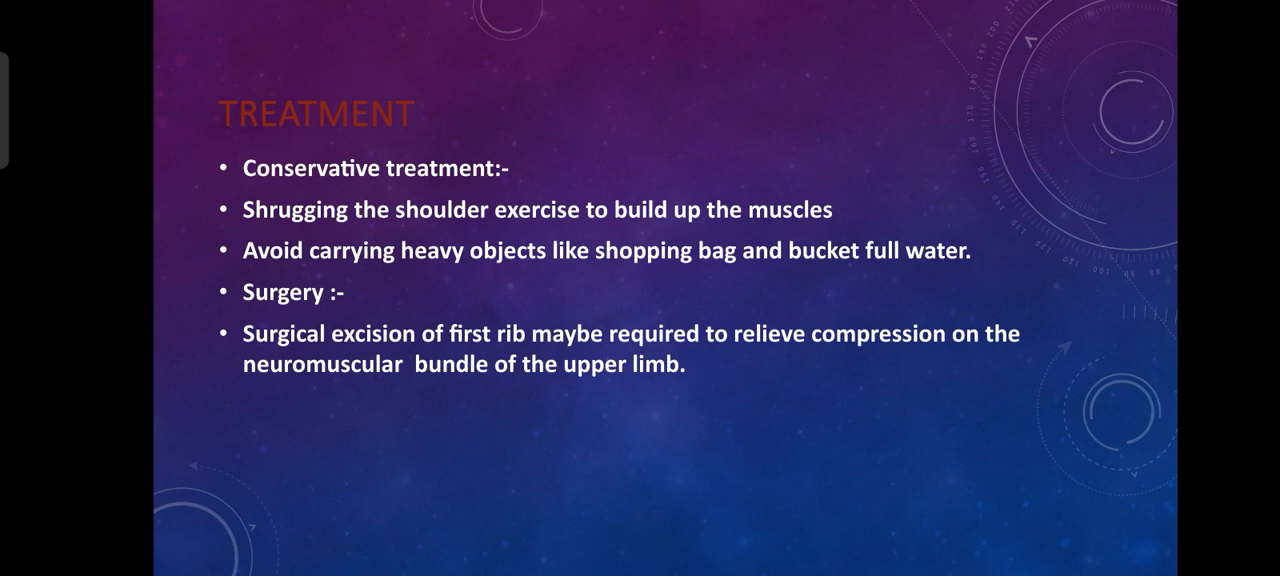 TREATMENT
• Conservative treatment:-
• Shrugging the shoulder exercise to build up the muscles
• Avoid carrying heavy objects like shopping bag and bucket full water.
• Surgery :-
• Surgical excision of first rib maybe required to relieve compression on the
neuromuscular  bundle of the upper limb.